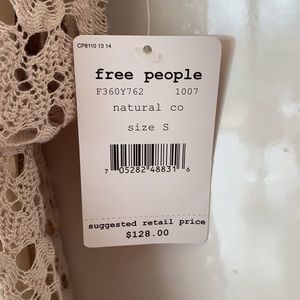 CP8110 13 14
free people
F360Y762 1007
natural co
size S
7 05282 48831 6
suggested retail price
$128.00